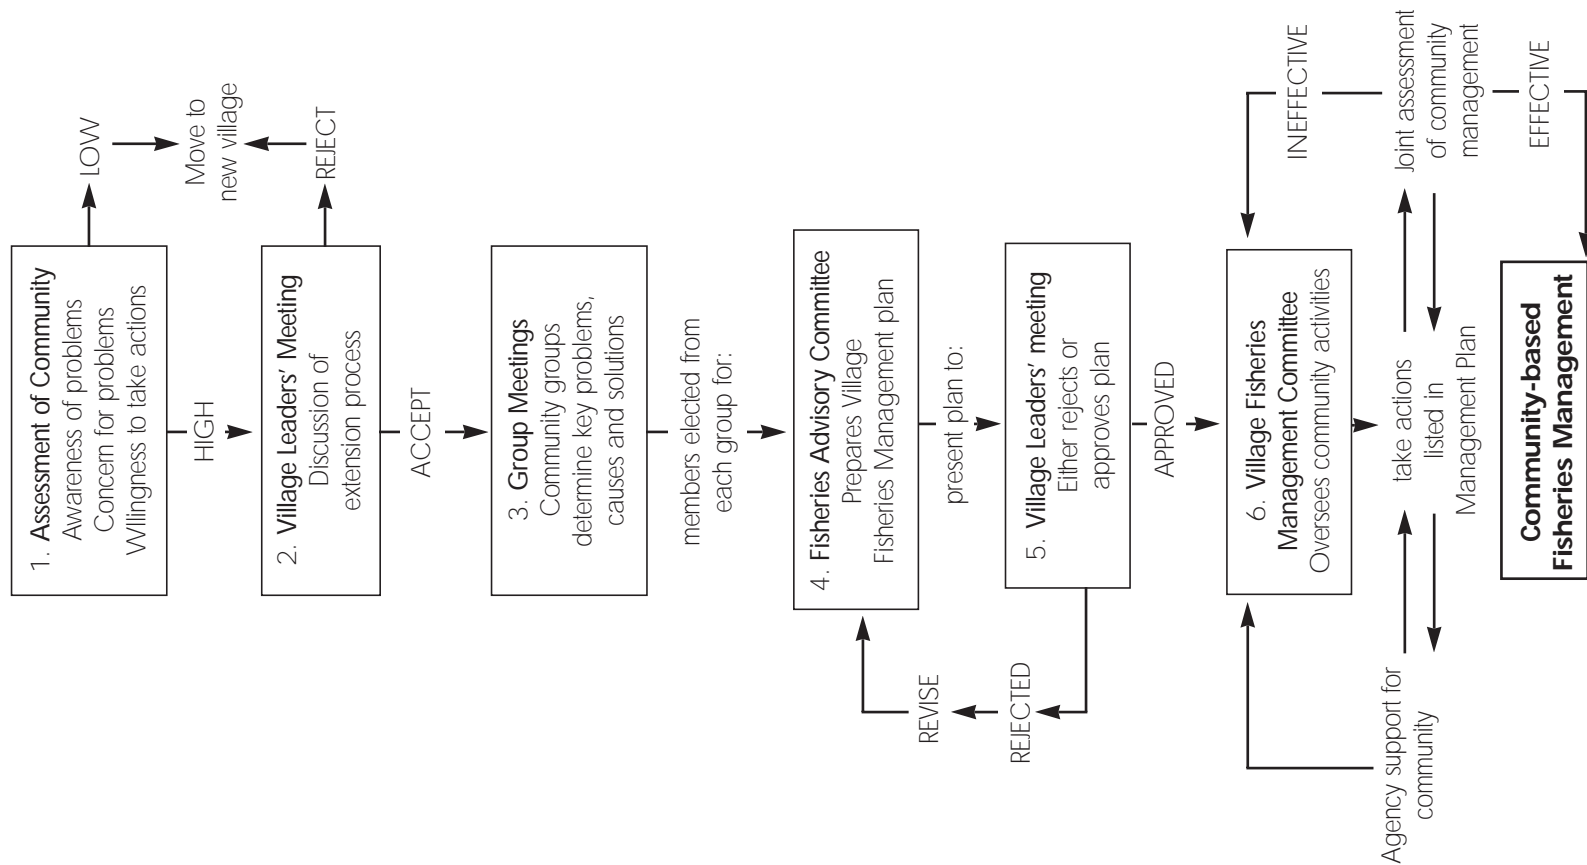 1. Assessment of Community
Awareness of problems
Concern for problems
WIllingness to take actions
LOW
Move to
new village
HIGH
2. Village Leaders' Meeting
Discussion of
extension process
REJECT
ACCEPT
3. Group Meetings
Community groups
determine key problems,
causes and solutions
members elected from
each group for:
4. Fisheries Advisory Committee
Prepares Village
Fisheries Management plan
present plan to:
REVISE
REJECTED
5. Village Leaders' meeting
Either rejects or
approves plan
APPROVED
6. Village Fisheries
Management Committee
Oversees community activities
INEFFECTIVE
Agency support for
community
take actions
listed in
Management Plan
Joint assessment
of community
management
EFFECTIVE
Community-based
Fisheries Management